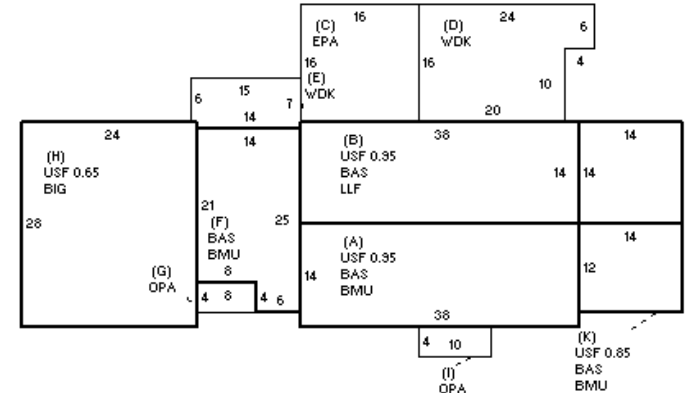 (C)
EPA
16
16
(D)
WDK
24
6
4
16
10
20
(E)
WDK
15
6
7
14
24
(H)
USF 0.65
BIG
28
14
21
25
(F)
BAS
BMU
8
(G)
OPA
4
8
4
6
38
(B)
USF 0.95
BAS
LLF
14
14
14
(A)
USF 0.95
BAS
BMU
14
38
14
12
4
10
(I)
OPA
(K)
USF 0.85
BAS
BMU